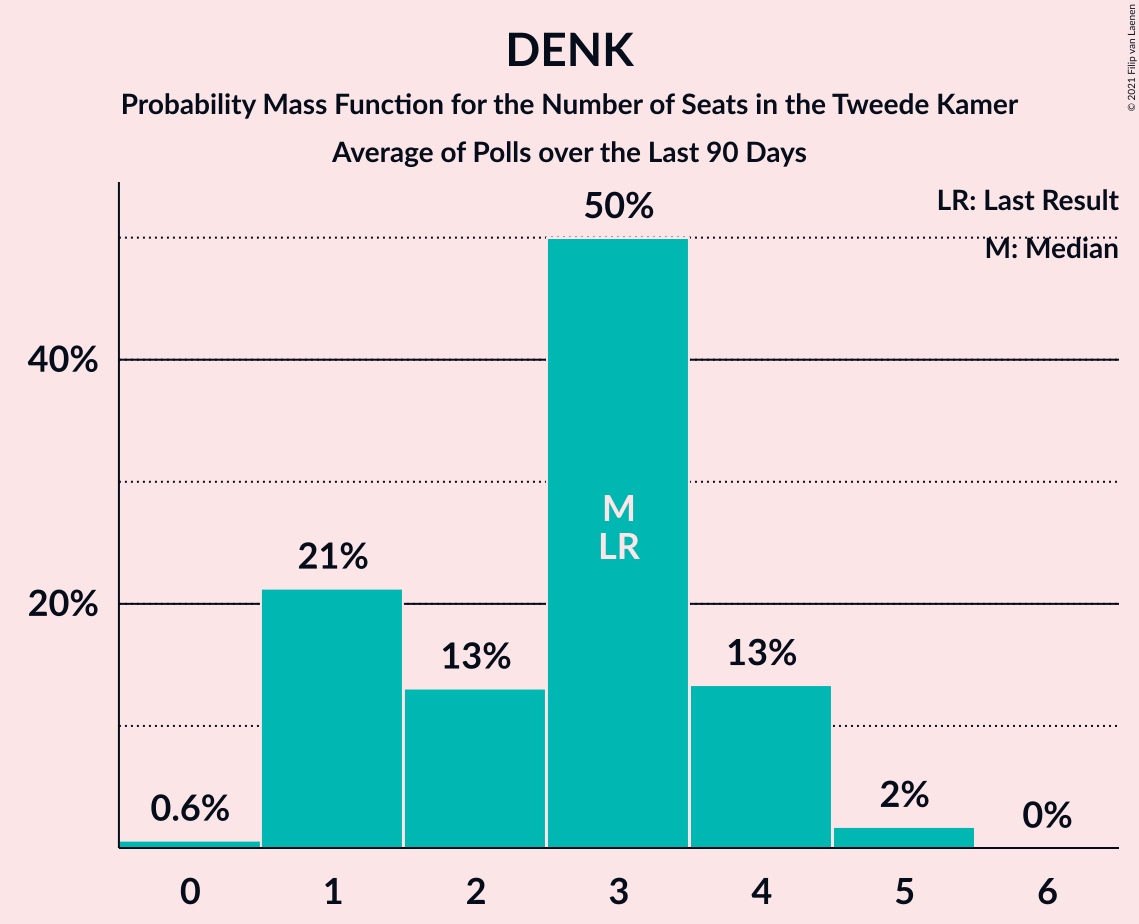 DENK
Probability Mass Function for the Number of Seats in the Tweede Kamer
Average of Polls over the Last 90 Days
© 2021 Filip van Laenen
LR: Last Result
M: Median
50%
40%
M
LR
21%
20%
13%
13%
0.6%
2%
0%
0 1 2 3 4 5 6